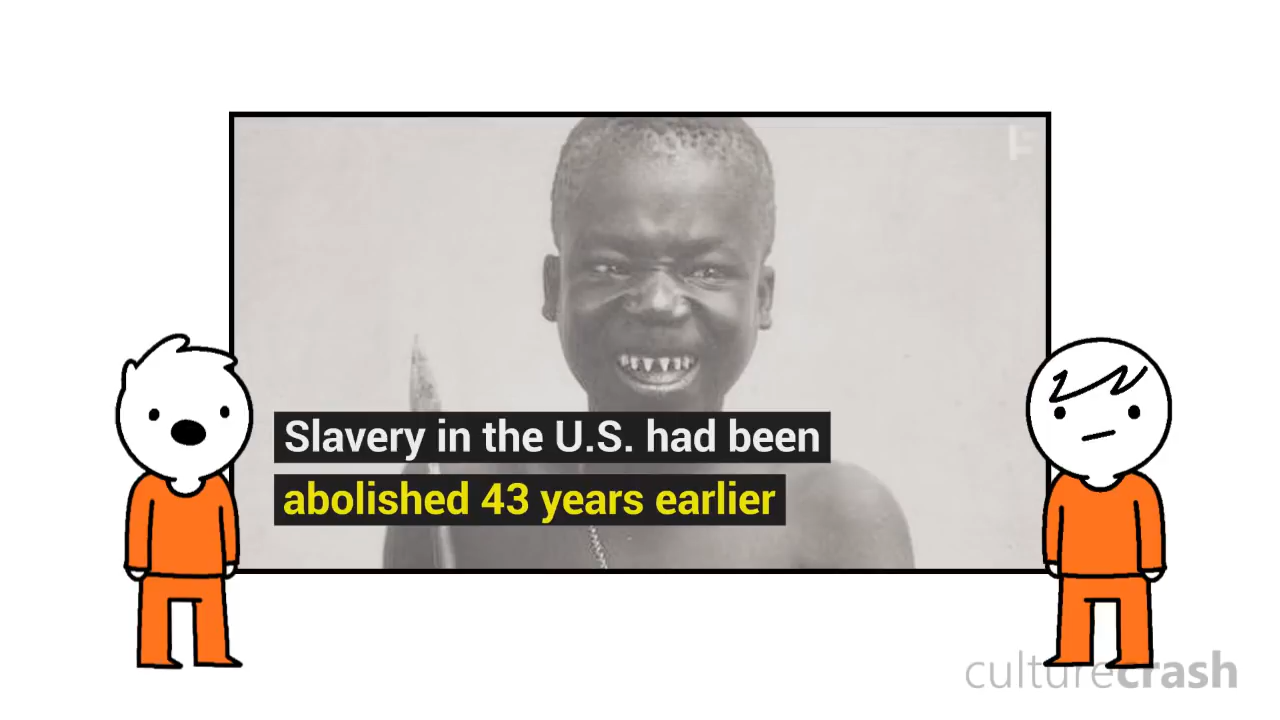 Slavery in the U.S. had been
abolished 43 years earlier
culturecrash